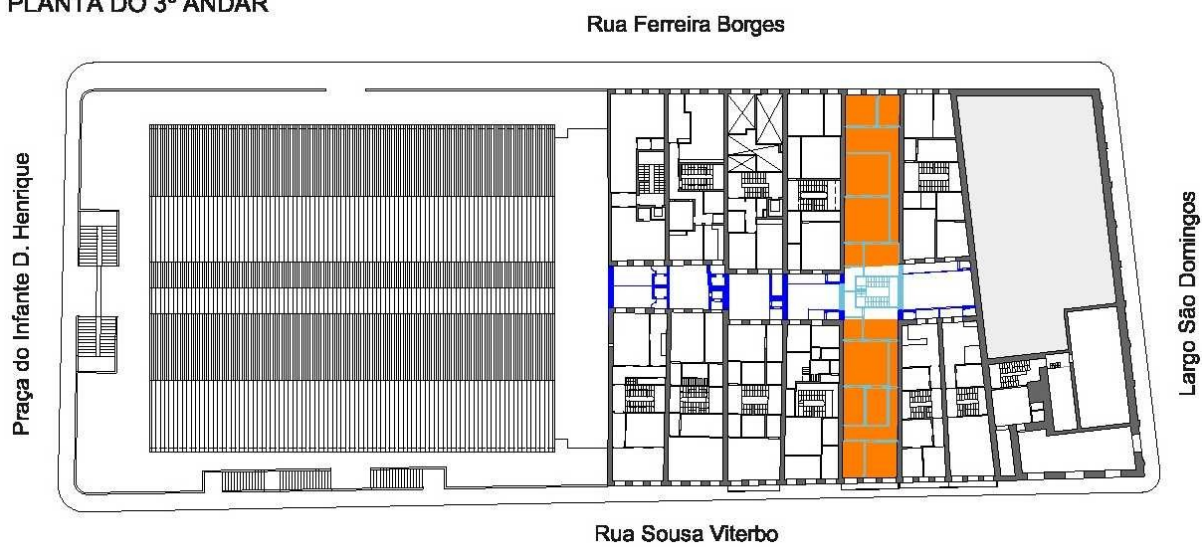 PLANTA DO 3º ANDAR
Rua Ferreira Borges
Praça do Infante D. Henrique
Largo São Domingos
Rua Sousa Viterbo